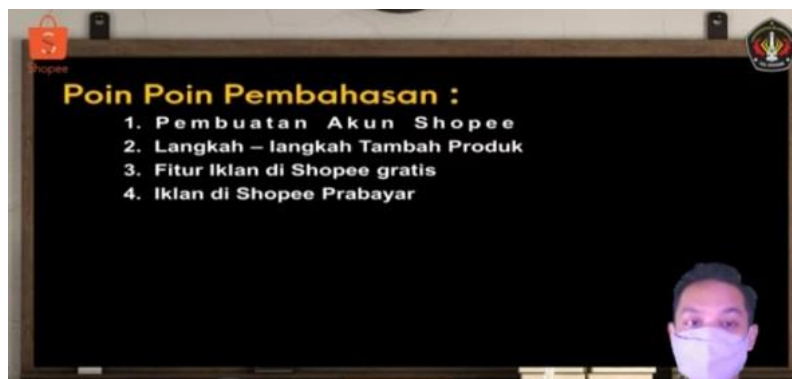 Shopee
Poin Poin Pembahasan :
1. Pembuatan Akun Shopee
2. Langkah – langkah Tambah Produk
3. Fitur Iklan di Shopee gratis
4. Iklan di Shopee Prabayar